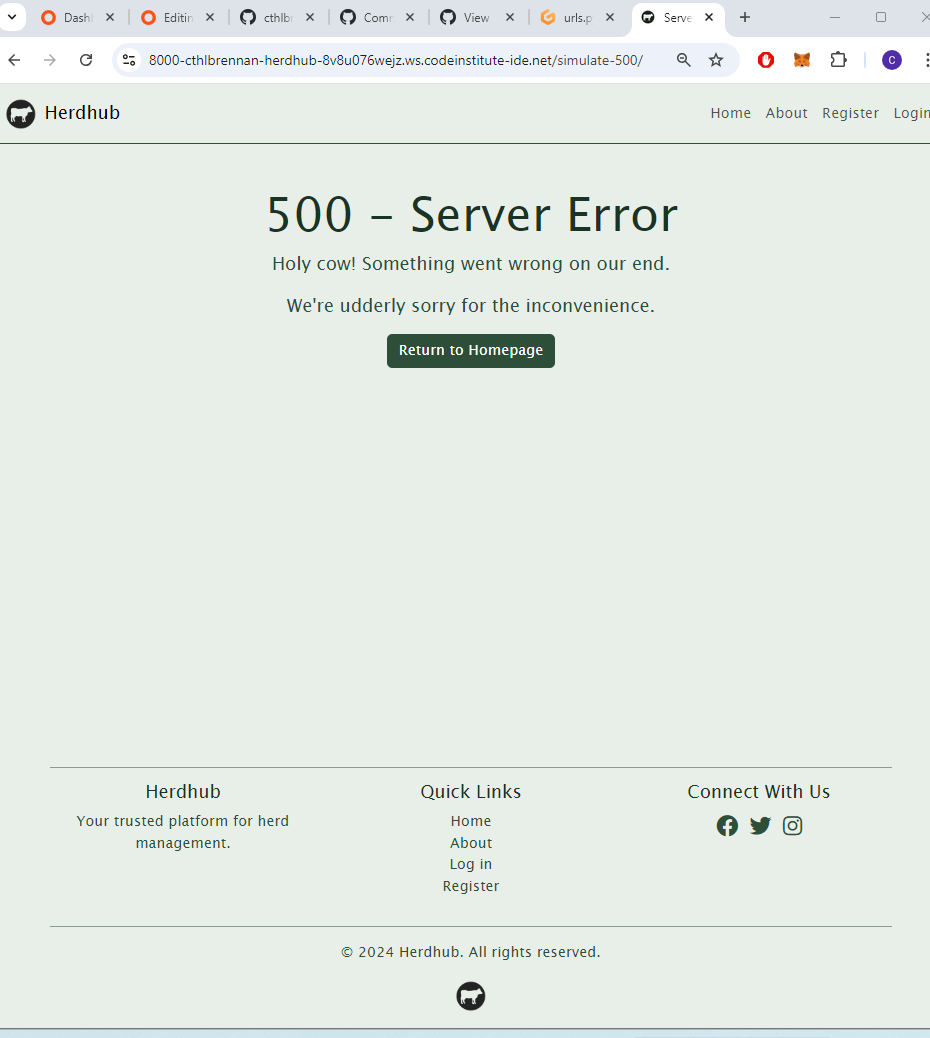 Dash
Editin
cthlb
Com
View
urls.p
Serve
8000-cthlbrennan-herdhub-8v8u076wejz.ws.codeinstitute-ide.net/simulate-500/
C
Herdhub
Home
About
Register
Login
500 – Server Error
Holy cow! Something went wrong on our end.
We're udderly sorry for the inconvenience.
Return to Homepage
Herdhub
Your trusted platform for herd
management.
Quick Links
Home
About
Log in
Register
Connect With Us
© 2024 Herdhub. All rights reserved.